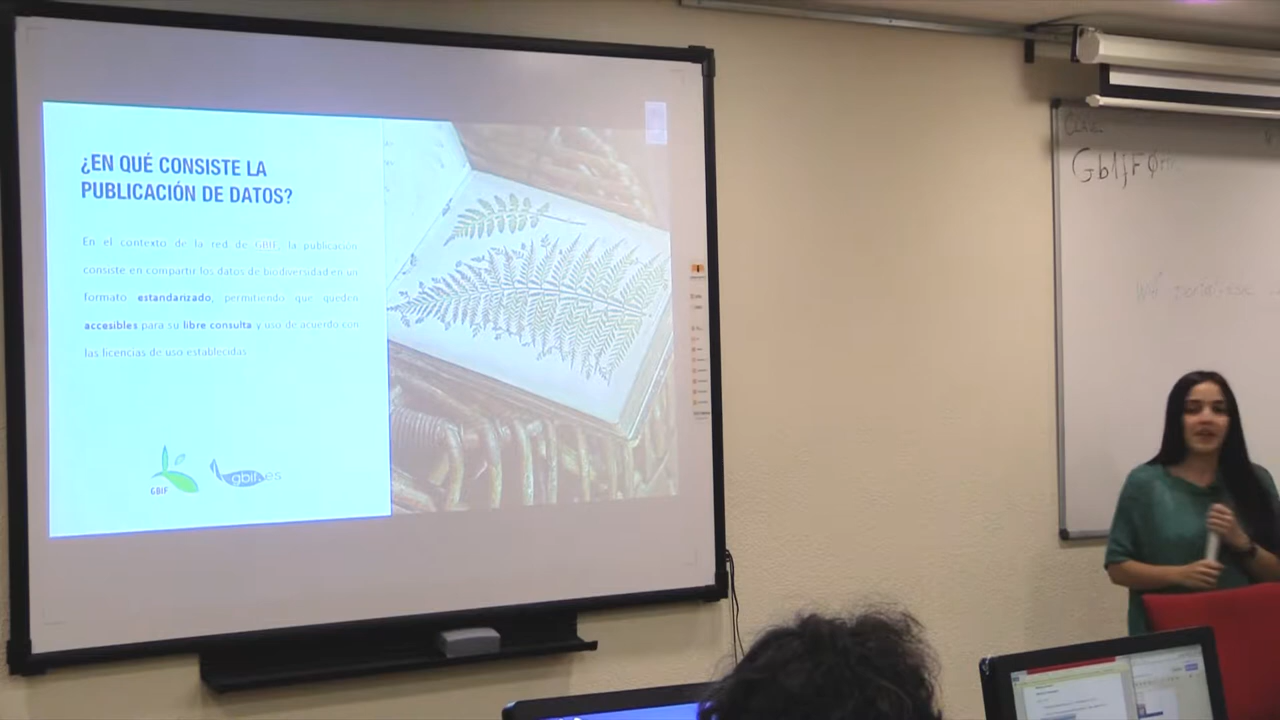 ¿EN QUÉ CONSISTE LA
PUBLICACIÓN DE DATOS?
En el contexto de la red de GBIF, la publicación
consiste en compartir los datos de biodiversidad en un
formato estandarizado, permitiendo que queden
accesibles para su libre consulta y uso de acuerdo con
las licencias de uso establecidas.
GBIF
gbif.es